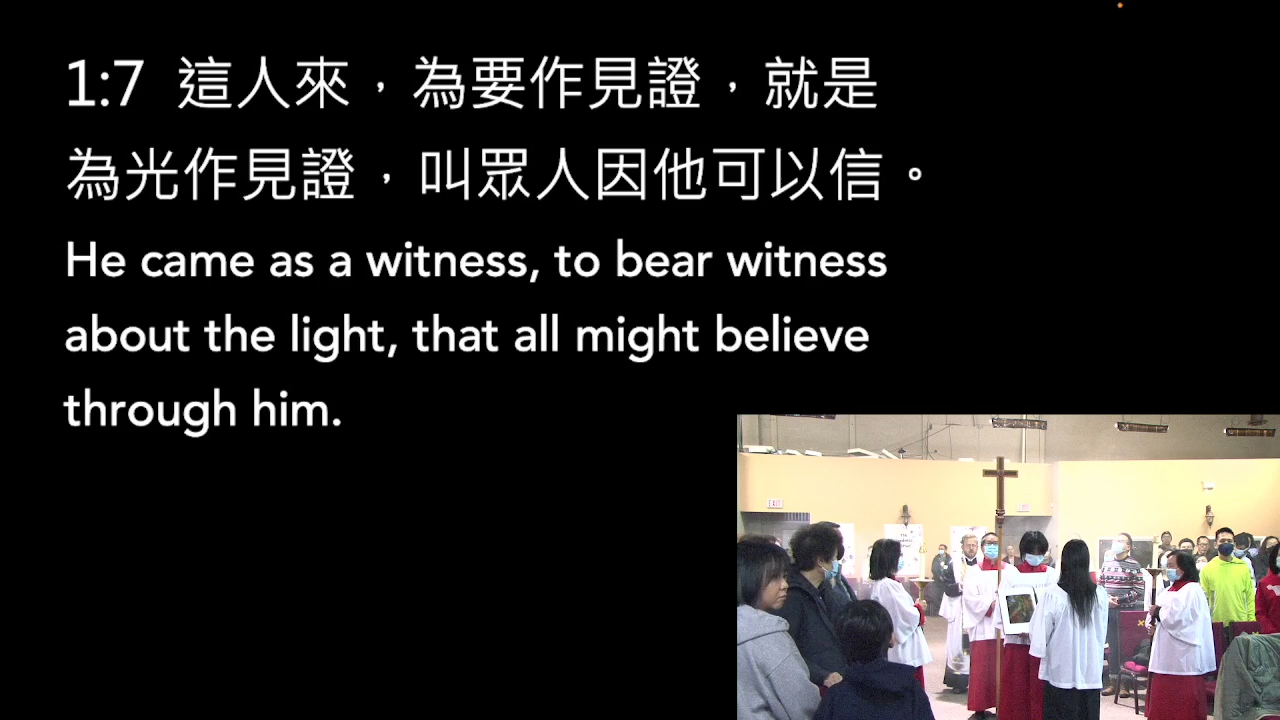 1:7 這人來，為要作見證，就是
為光作見證，叫眾人因他可以信。
He came as a witness, to bear witness
about the light, that all might believe
through him.
EXIT